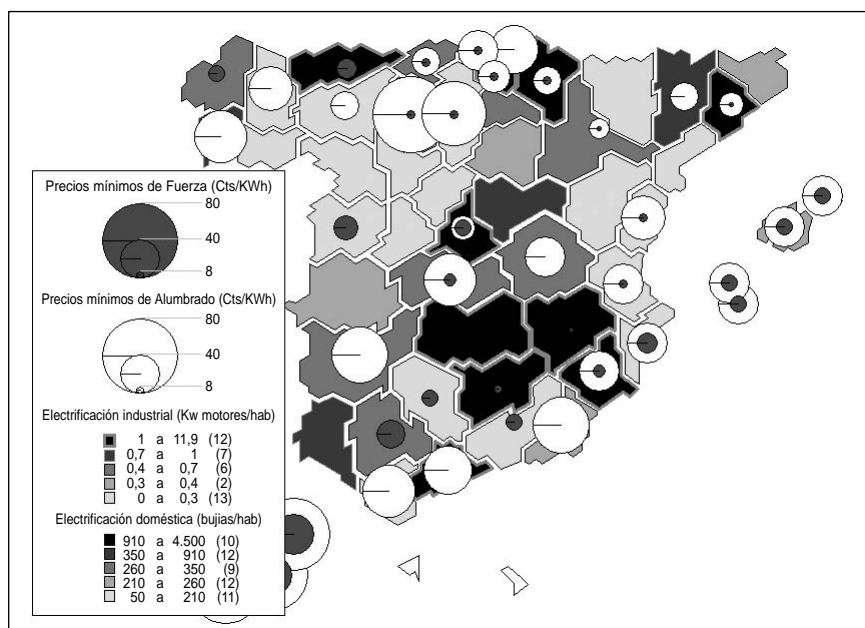 Precios mínimos de Fuerza (Cts/KWh)
80
40
8
Precios mínimos de Alumbrado (Cts/KWh)
80
40
8
Electrificación industrial (Kw motores/hab)
1 a 11,9 (12)
0,7 a 1 (7)
0,4 a 0,7 (6)
0,3 a 0,4 (2)
0 a 0,3 (13)
Electrificación doméstica (bujias/hab)
910 a 4.500 (10)
350 a 910 (12)
260 a 350 (9)
210 a 260 (12)
50 a 210 (11)